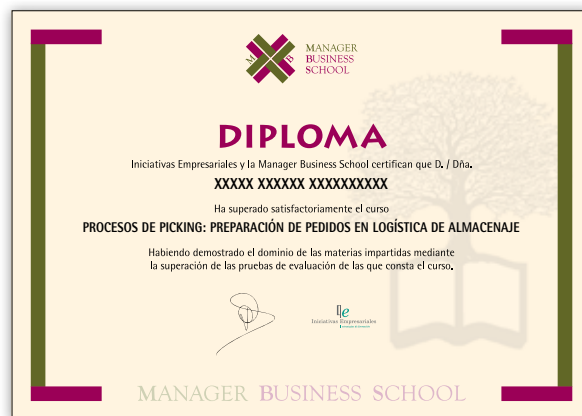 M B
MANAGER
BUSINESS
SCHOOL
DIPLOMA
Iniciativas Empresariales y la Manager Business School certifican que D. / Dña.
XXXXX XXXXXX XXXXXXXXXX
Ha superado satisfactoriamente el curso
PROCESOS DE PICKING: PREPARACIÓN DE PEDIDOS EN LOGÍSTICA DE ALMACENAJE
Habiendo demostrado el dominio de las materias impartidas mediante
la superación de las pruebas de evaluación de las que consta el curso.
Iniciativas Empresariales
MANAGER BUSINESS SCHOOL